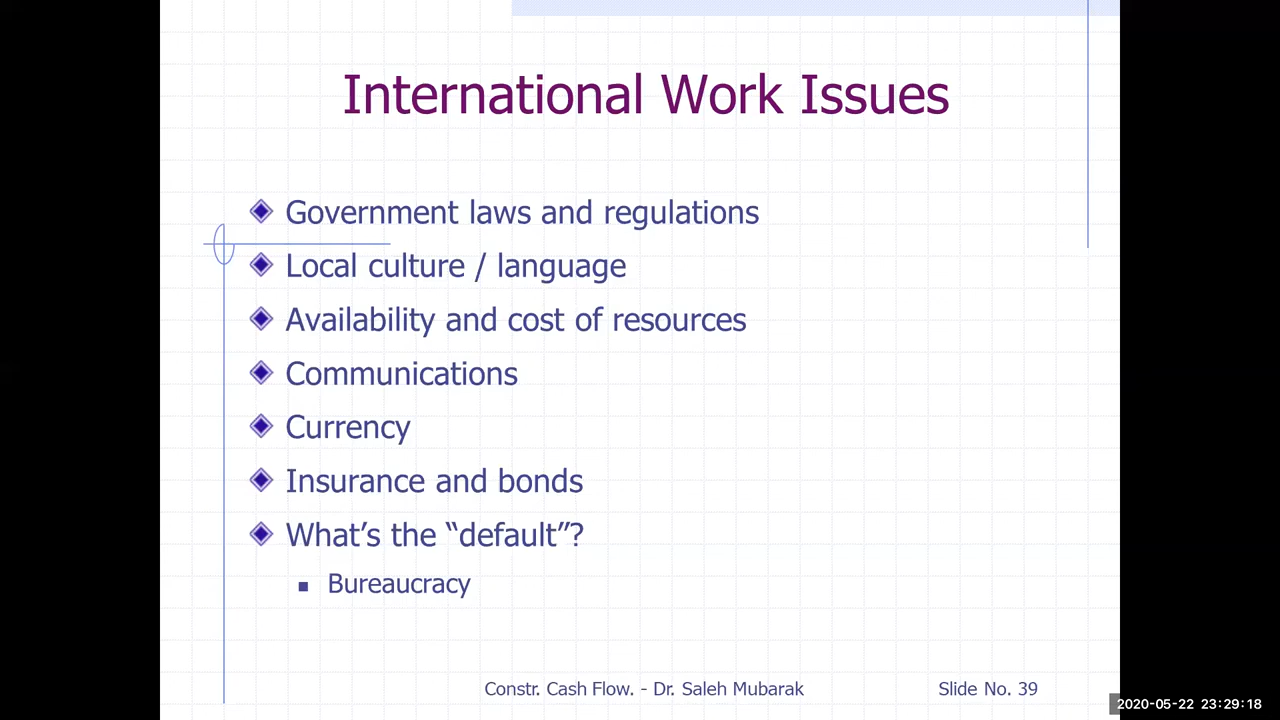 International Work Issues
Government laws and regulations
Local culture / language
Availability and cost of resources
Communications
Currency
Insurance and bonds
What’s the “default”?
Bureaucracy
Constr. Cash Flow. - Dr. Saleh Mubarak
Slide No. 39
2020-05-22 23:29:18